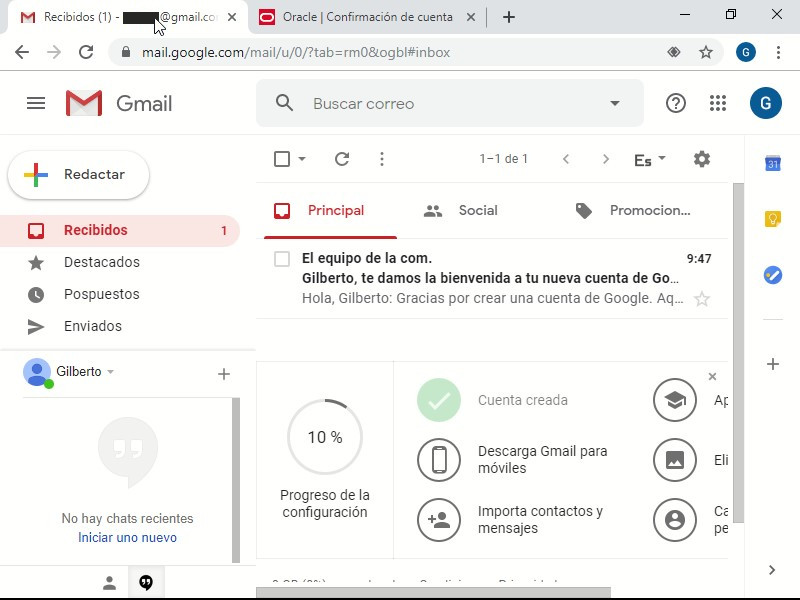 Recibidos (1) - @gmail.co
Oracle | Confirmación de cuenta
mail.google.com/mail/u/0/?tab=rm0&ogbl#inbox
G
Gmail
Buscar correo
G
Redactar
1–1 de 1
Es
31
Recibidos 1
Destacados
Pospuestos
Enviados
Principal
Social
Promocion...
El equipo de la com. 9:47
Gilberto, te damos la bienvenida a tu nueva cuenta de Go...
Hola, Gilberto: Gracias por crear una cuenta de Google. Aq...
Gilberto
No hay chats recientes
Iniciar uno nuevo
10 %
Progreso de la
configuración
Cuenta creada
Descarga Gmail para
móviles
Importa contactos y
mensajes
Ap
Eli
Ca
pe